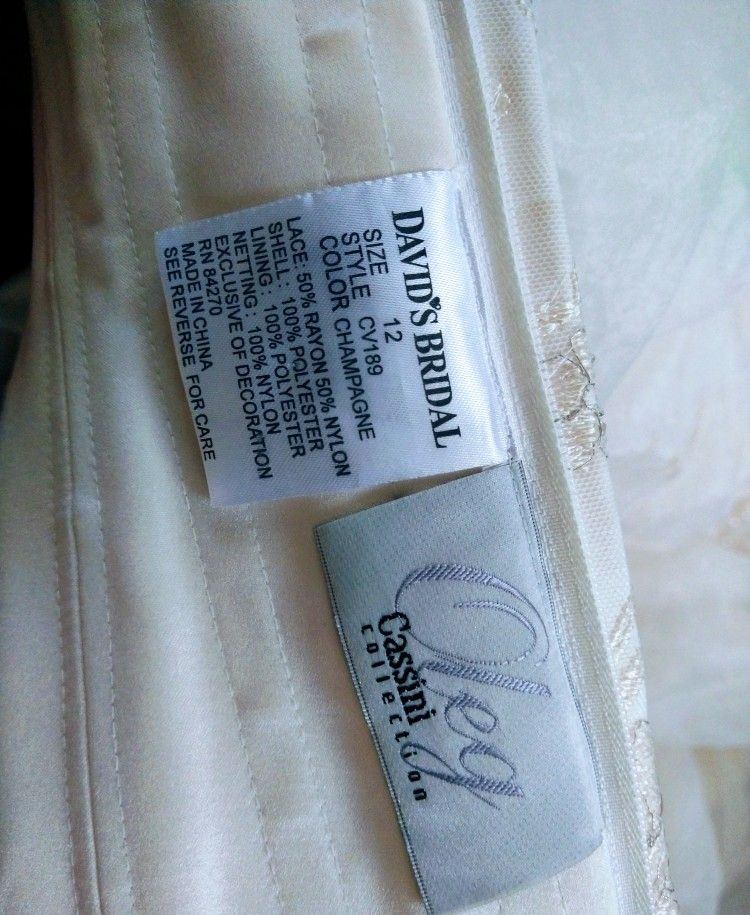 DAVID'S BRIDAL
SIZE 12
STYLE CV189
COLOR CHAMPAGNE
LACE: 50% RAYON 50% NYLON
SHELL: 100% POLYESTER
LINING: 100% POLYESTER
NETTING: 100% NYLON
EXCLUSIVE OF DECORATION
RN 84270
MADE IN CHINA
SEE REVERSE FOR CARE
Oleg
Cassini
collection